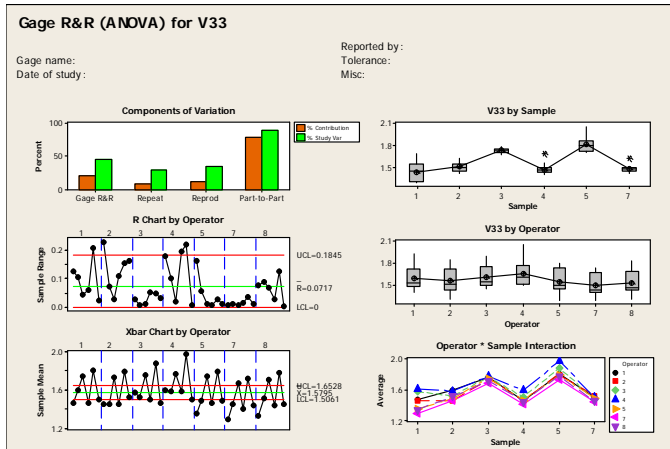 Gage R&R (ANOVA) for V33
Reported by:
Gage name:
Tolerance:
Date of study:
Misc:
Components of Variation
100
50
0
Percent
% Contribution
% Study Var
Gage R&R Repeat Reprod Part-to-Part
V33 by Sample
2.1
1.8
1.5
* *
1 2 3 4 5 7
Sample
R Chart by Operator
1 2 3 4 5 7 8
0.2
0.1
0.0
Sample Range
UCL=0.1845
R=0.0717
LCL=0
V33 by Operator
2.1
1.8
1.5
1 2 3 4 5 7 8
Operator
Xbar Chart by Operator
1 2 3 4 5 7 8
2.0
1.6
1.2
Sample Mean
UCL=1.6528
X=1.5795
LCL=1.5061
Operator * Sample Interaction
2.0
1.6
1.2
Average
1 2 3 4 5 7
Sample
Operator
1
2
3
4
5
7
8